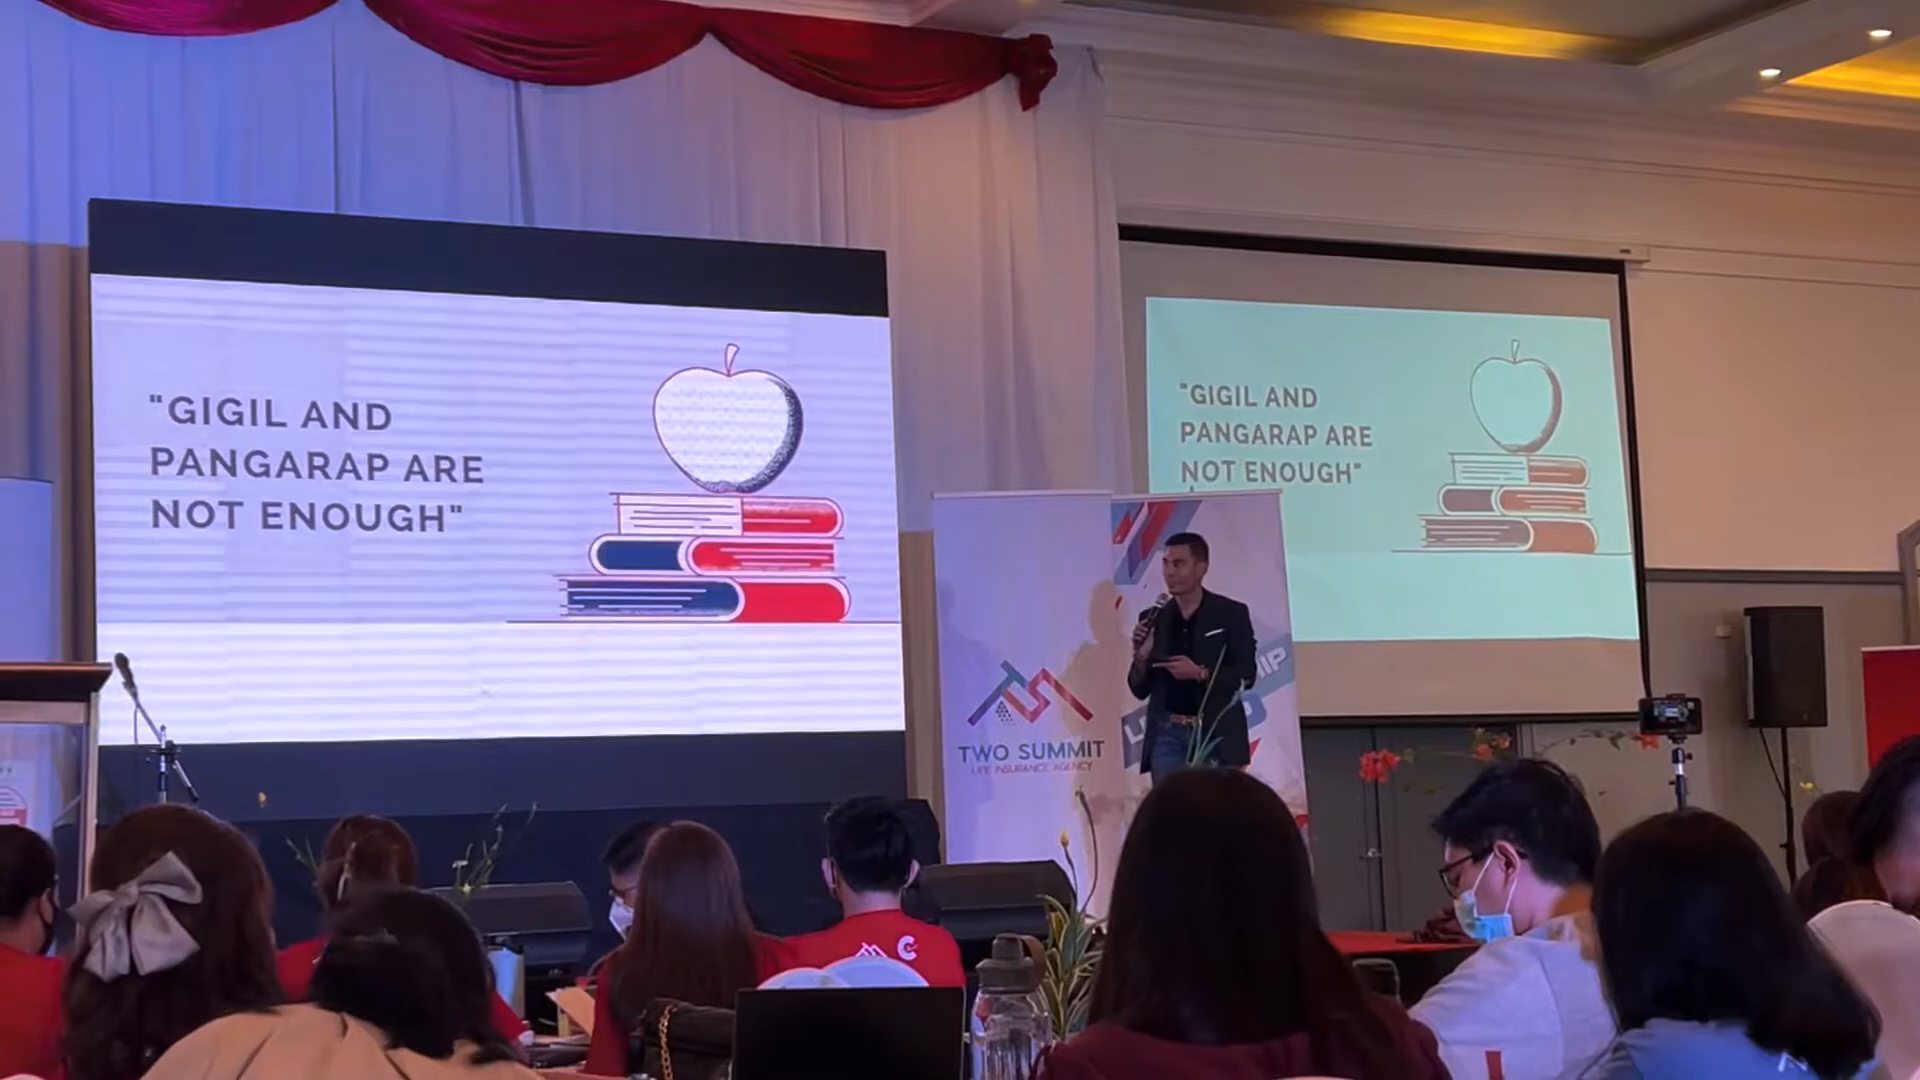 "GIGIL AND
PANGARAP ARE
NOT ENOUGH"
"GIGIL AND
PANGARAP ARE
NOT ENOUGH"
TWO SUMMIT
LIFE INSURANCE AGENCY
C